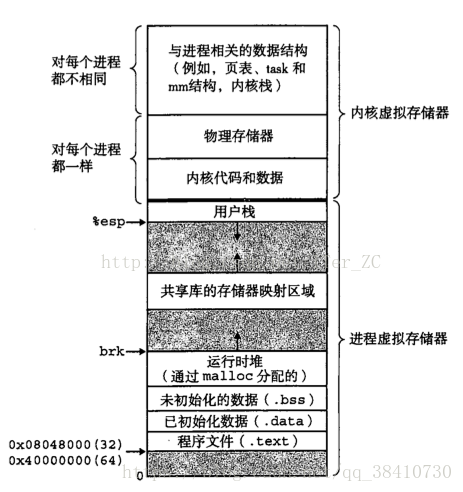 对每个进程
都不相同
与进程相关的数据结构
（例如，页表、task 和
mm结构，内核栈）
内核虚拟存储器
对每个进程
都一样
物理存储器
内核代码和数据
用户栈
%esp
共享库的存储器映射区域
brk
进程虚拟存储器
运行时堆
（通过 malloc 分配的）
未初始化的数据（.bss）
已初始化数据（.data）
程序文件（.text）
0x08048000(32)
0x40000000(64)
0
qq_38410730